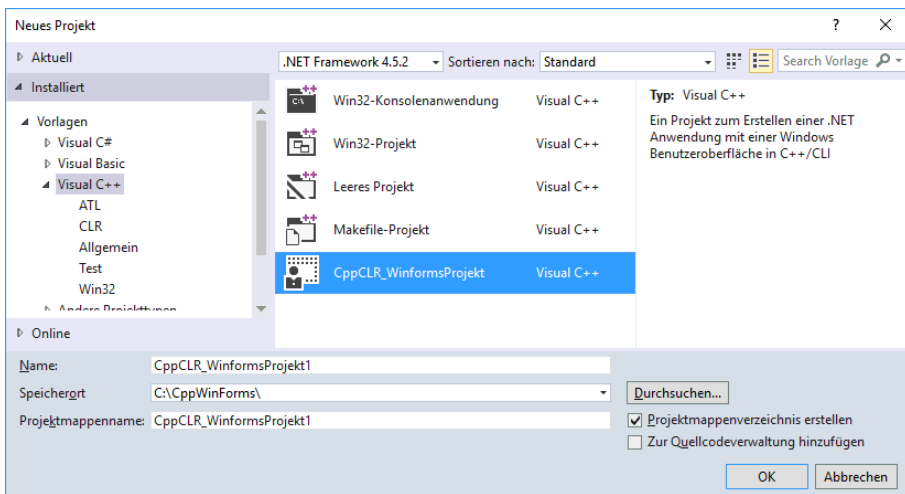 Neues Projekt
? ×
Aktuell
.NET Framework 4.5.2 Sortieren nach: Standard Search Vorlage
Installiert
Vorlagen
Visual C#
Visual Basic
Visual C++
ATL
CLR
Allgemein
Test
Win32
Andere Projekttypen
Online
Win32-Konsolenanwendung Visual C++
Win32-Projekt Visual C++
Leeres Projekt Visual C++
Makefile-Projekt Visual C++
CppCLR_WinformsProjekt Visual C++
Typ: Visual C++
Ein Projekt zum Erstellen einer .NET
Anwendung mit einer Windows
Benutzeroberfläche in C++/CLI
Name: CppCLR_WinformsProjekt1
Speicherort C:\CppWinForms\ Durchsuchen...
Projektmappenname: CppCLR_WinformsProjekt1
Projektmappenverzeichnis erstellen
Zur Quellcodeverwaltung hinzufügen
OK Abbrechen